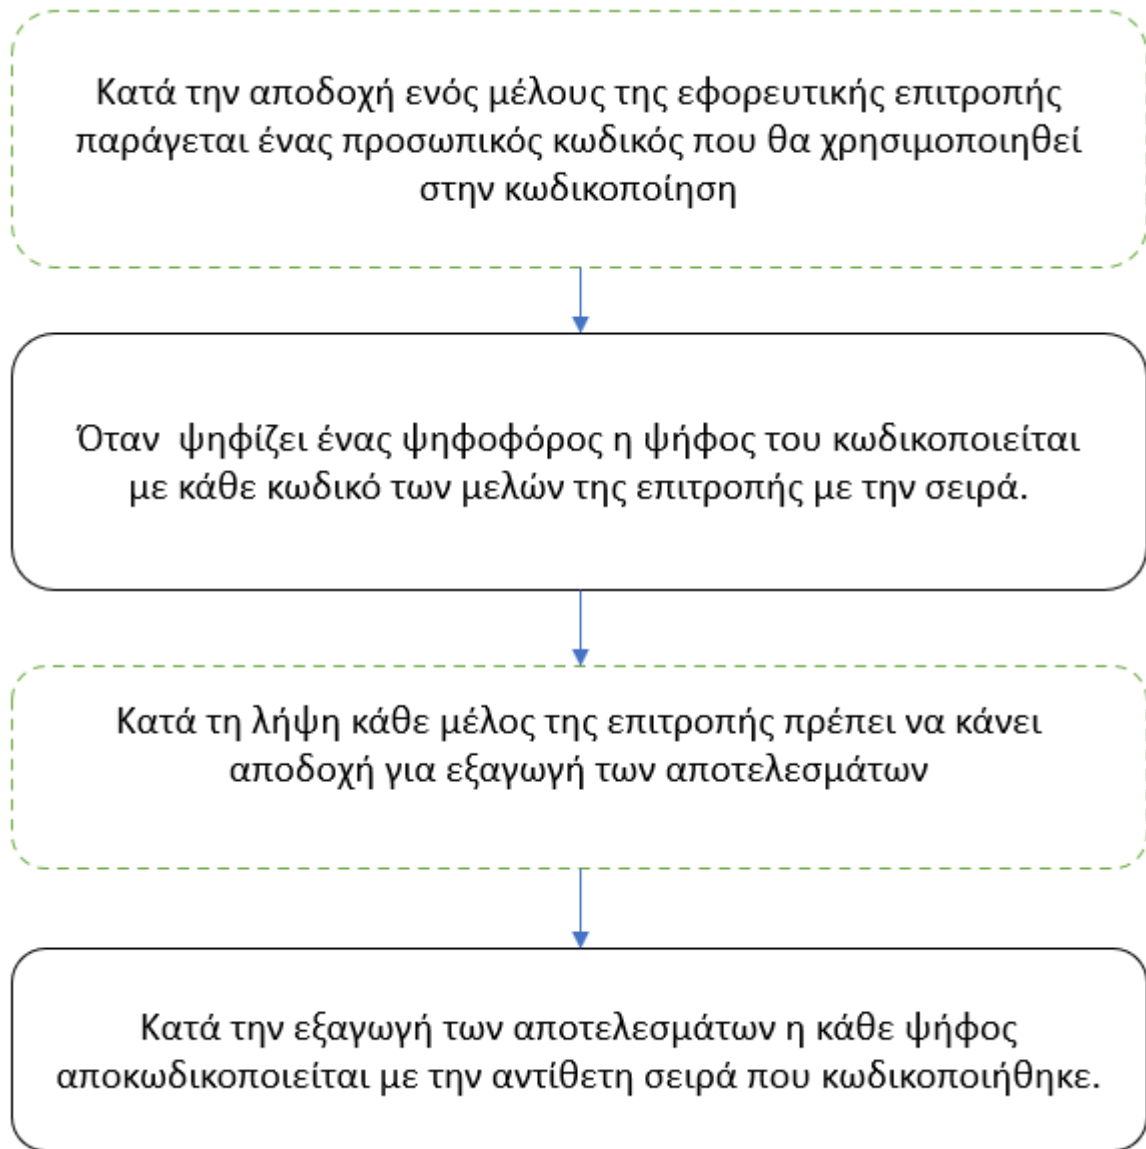 Κατά την αποδοχή ενός μέλους της εφορευτικής επιτροπής
παράγεται ένας προσωπικός κωδικός που θα χρησιμοποιηθεί
στην κωδικοποίηση
Όταν  ψηφίζει ένας ψηφοφόρος η ψήφος του κωδικοποιείται
με κάθε κωδικό των μελών της επιτροπής με την σειρά.
Κατά τη λήψη κάθε μέλος της επιτροπής πρέπει να κάνει
αποδοχή για εξαγωγή των αποτελεσμάτων
Κατά την εξαγωγή των αποτελεσμάτων η κάθε ψήφος
αποκωδικοποιείται με την αντίθετη σειρά που κωδικοποιήθηκε.